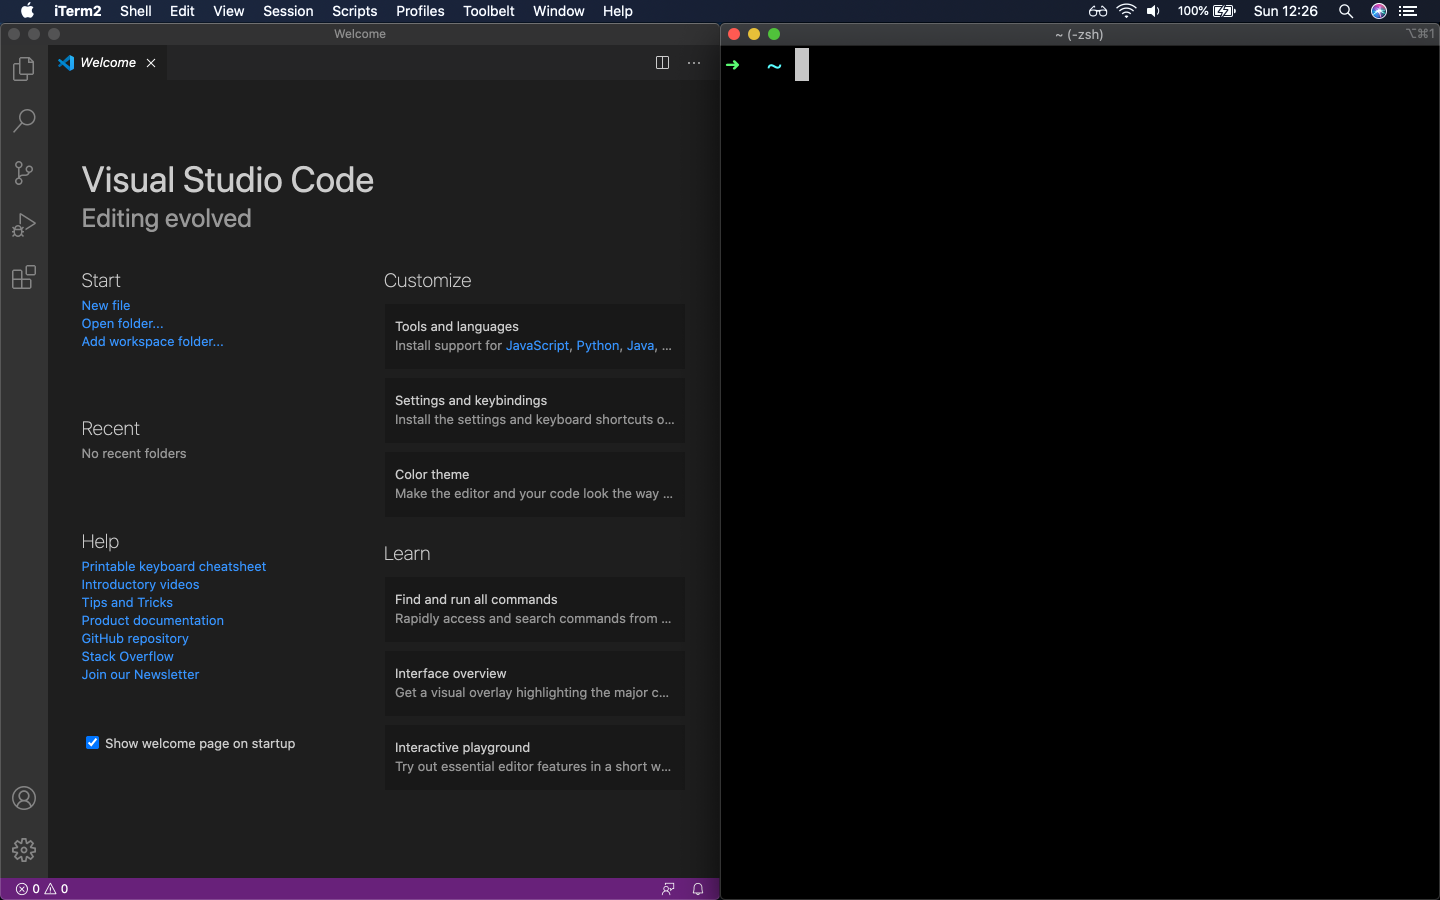 iTerm2 Shell Edit View Session Scripts Profiles Toolbelt Window Help 100% Sun 12:26
Welcome
Welcome
Visual Studio Code
Editing evolved
Start
New file
Open folder...
Add workspace folder...
Recent
No recent folders
Help
Printable keyboard cheatsheet
Introductory videos
Tips and Tricks
Product documentation
GitHub repository
Stack Overflow
Join our Newsletter
Show welcome page on startup
Customize
Tools and languages
Install support for JavaScript, Python, Java, ...
Settings and keybindings
Install the settings and keyboard shortcuts o...
Color theme
Make the editor and your code look the way ...
Learn
Find and run all commands
Rapidly access and search commands from ...
Interface overview
Get a visual overlay highlighting the major c...
Interactive playground
Try out essential editor features in a short w...
0 0
~ (-zsh) ⌥⌘1
➜ ~